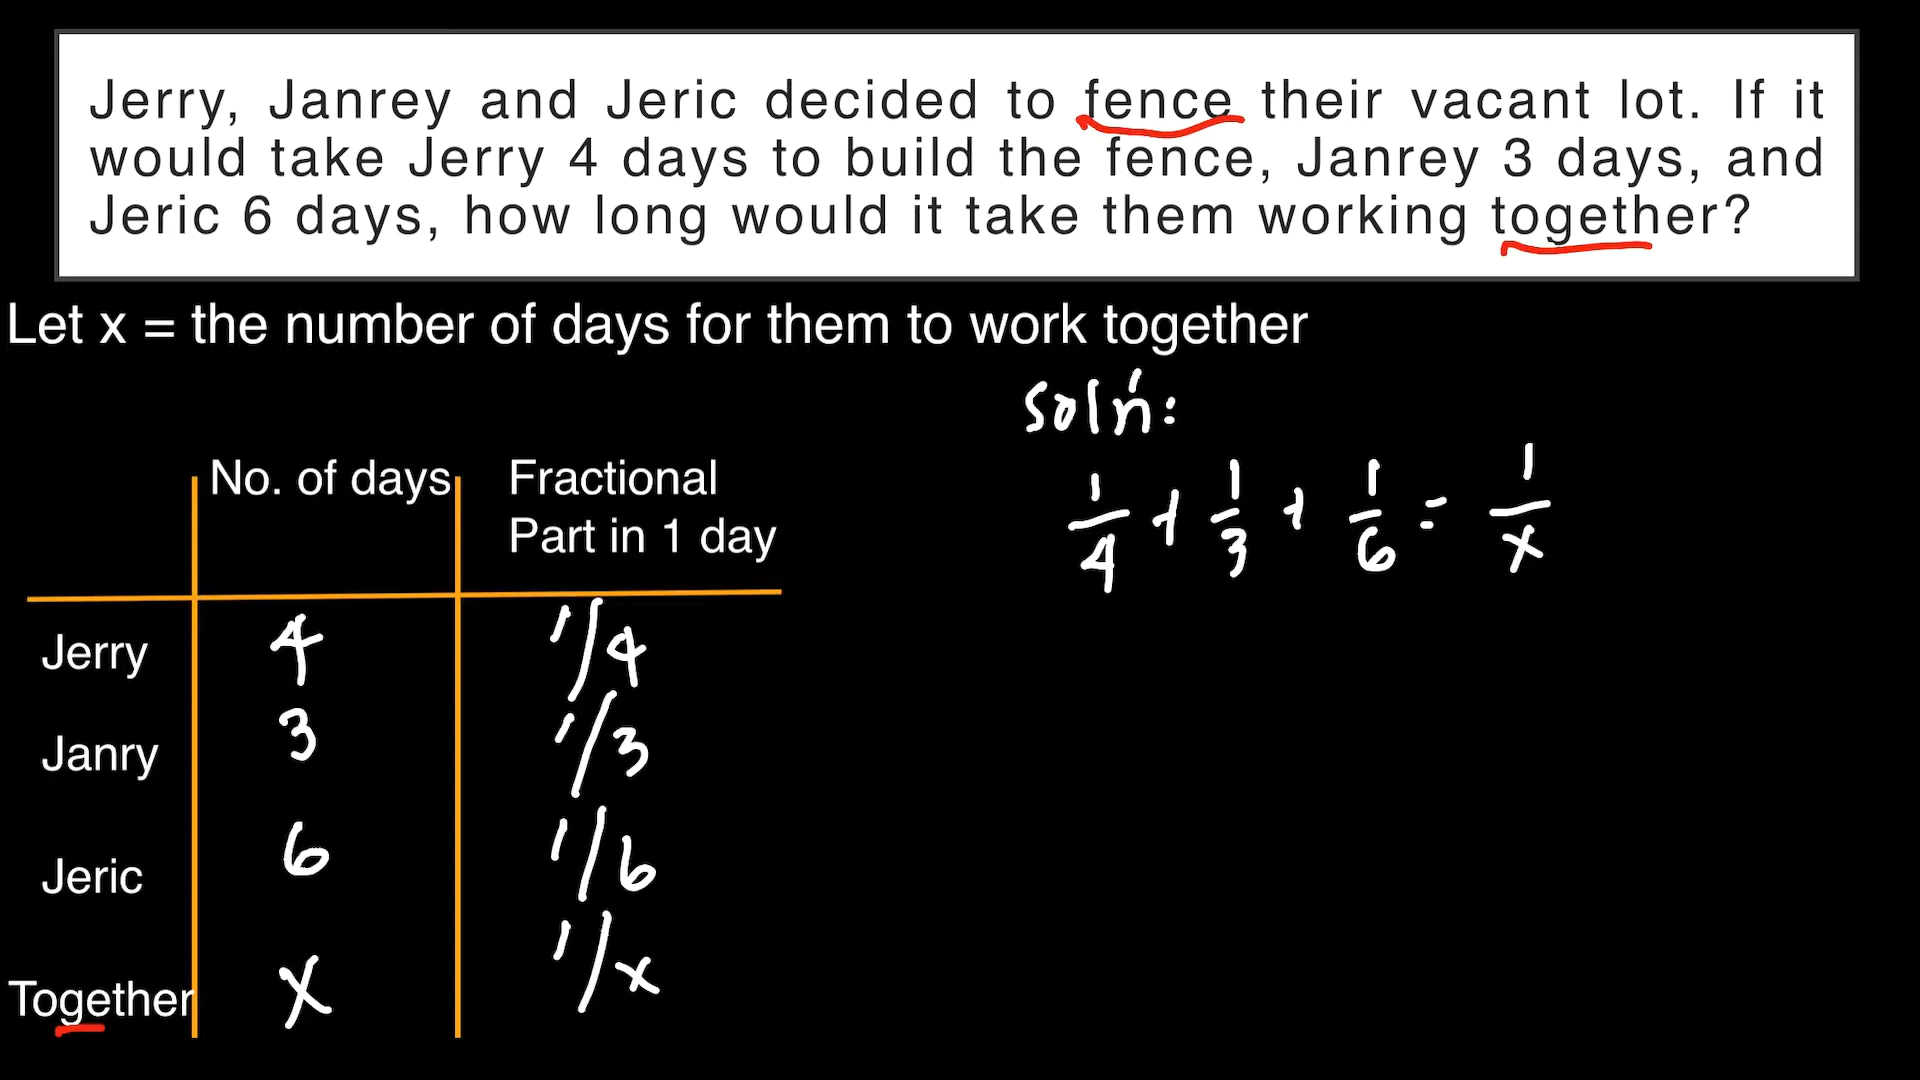 Jerry, Janrey and Jeric decided to fence their vacant lot. If it
would take Jerry 4 days to build the fence, Janrey 3 days, and
Jeric 6 days, how long would it take them working together?
Let x = the number of days for them to work together
sol'n:
1/4 + 1/3 + 1/6 = 1/x
No. of days Fractional
Part in 1 day
Jerry 4 1/4
Janry 3 1/3
Jeric 6 1/6
Together x 1/x